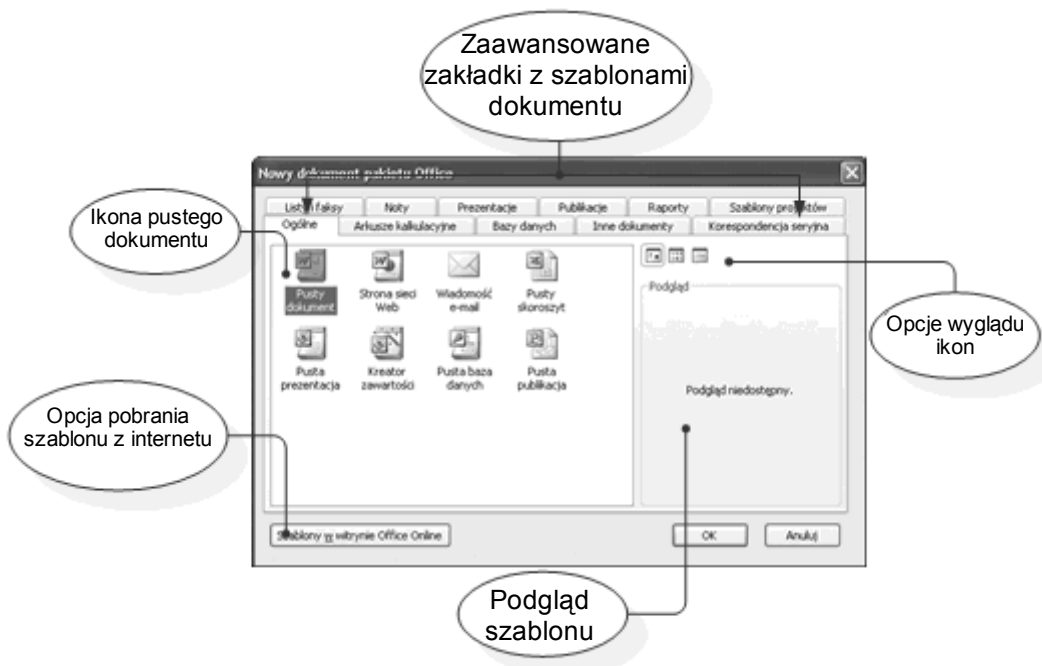 Zaawansowane
zakładki z szablonami
dokumentu
Nowy dokument pakietu Office
Listy i faksy Noty Prezentacje Publikacje Raporty Szablony projektów
Ogólne Arkusze kalkulacyjne Bazy danych Inne dokumenty Korespondencja seryjna
Ikona pustego
dokumentu
Pusty
dokument
Strona sieci
Web
Wiadomość
e-mail
Pusty
skoroszyt
Podgląd
Pusta
prezentacja
Kreator
zawartości
Pusta baza
danych
Pusta
publikacja
Opcje wyglądu
ikon
Podgląd niedostępny.
Opcja pobrania
szablonu z internetu
Szablony w witrynie Office Online
OK Anuluj
Podgląd
szablonu